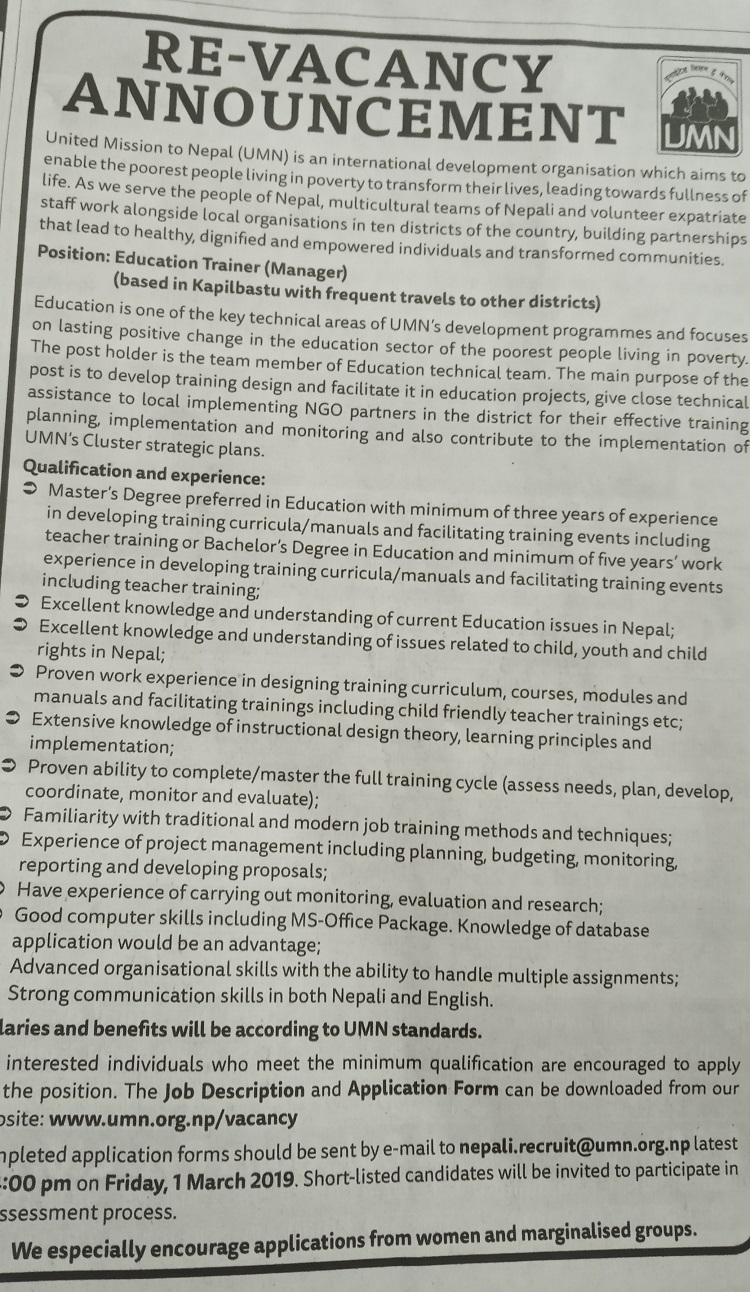 RE-VACANCY
ANNOUNCEMENT
UMN
United Mission to Nepal (UMN) is an international development organisation which aims to
enable the poorest people living in poverty to transform their lives, leading towards fullness of
life. As we serve the people of Nepal, multicultural teams of Nepali and volunteer expatriate
staff work alongside local organisations in ten districts of the country, building partnerships
that lead to healthy, dignified and empowered individuals and transformed communities.
Position: Education Trainer (Manager)
(based in Kapilbastu with frequent travels to other districts)
Education is one of the key technical areas of UMN's development programmes and focuses
on lasting positive change in the education sector of the poorest people living in poverty.
The post holder is the team member of Education technical team. The main purpose of the
post is to develop training design and facilitate it in education projects, give close technical
assistance to local implementing NGO partners in the district for their effective training
planning, implementation and monitoring and also contribute to the implementation of
UMN's Cluster strategic plans.
Qualification and experience:
➲ Master's Degree preferred in Education with minimum of three years of experience
in developing training curricula/manuals and facilitating training events including
teacher training or Bachelor's Degree in Education and minimum of five years' work
experience in developing training curricula/manuals and facilitating training events
including teacher training;
➲ Excellent knowledge and understanding of current Education issues in Nepal;
➲ Excellent knowledge and understanding of issues related to child, youth and child
rights in Nepal;
➲ Proven work experience in designing training curriculum, courses, modules and
manuals and facilitating trainings including child friendly teacher trainings etc;
➲ Extensive knowledge of instructional design theory, learning principles and
implementation;
➲ Proven ability to complete/master the full training cycle (assess needs, plan, develop,
coordinate, monitor and evaluate);
➲ Familiarity with traditional and modern job training methods and techniques;
➲ Experience of project management including planning, budgeting, monitoring,
reporting and developing proposals;
➲ Have experience of carrying out monitoring, evaluation and research;
Good computer skills including MS-Office Package. Knowledge of database
application would be an advantage;
Advanced organisational skills with the ability to handle multiple assignments;
Strong communication skills in both Nepali and English.
laries and benefits will be according to UMN standards.
interested individuals who meet the minimum qualification are encouraged to apply
the position. The Job Description and Application Form can be downloaded from our
bsite: www.umn.org.np/vacancy
mpleted application forms should be sent by e-mail to nepali.recruit@umn.org.np latest
:00 pm on Friday, 1 March 2019. Short-listed candidates will be invited to participate in
ssessment process.
We especially encourage applications from women and marginalised groups.